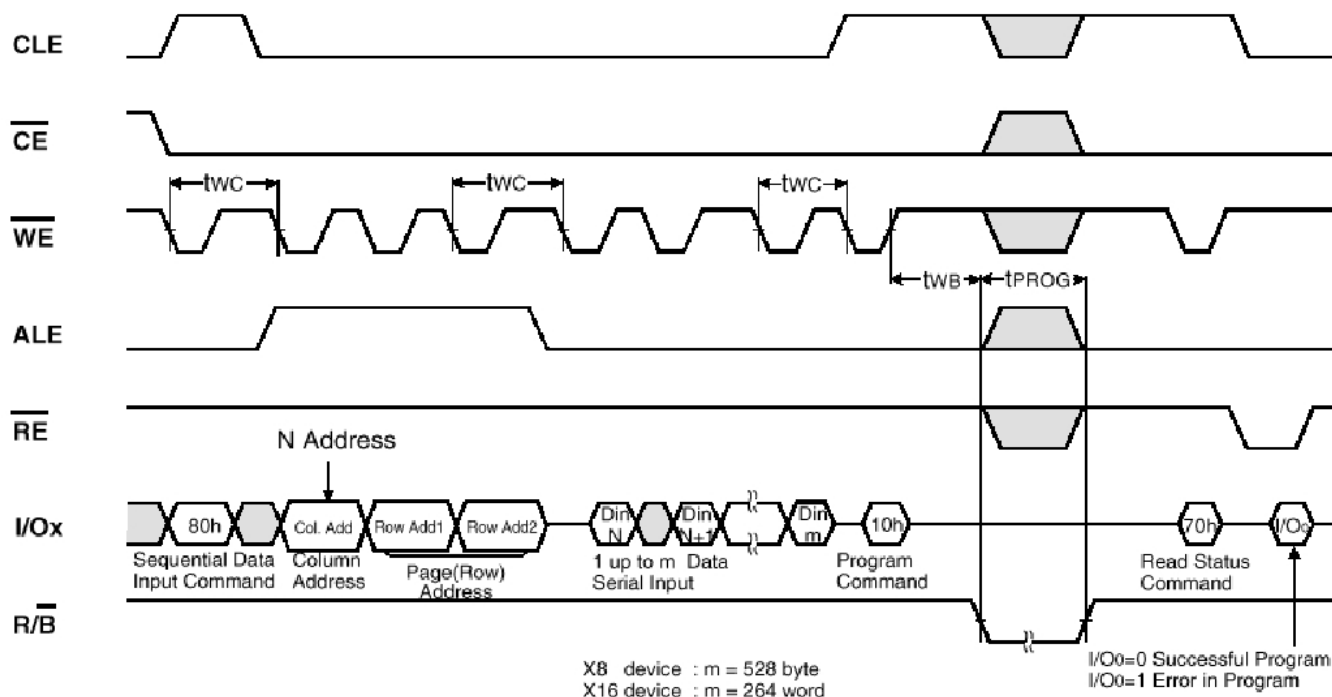 CLE
CE
tWC
tWC
tWC
WE
tWB
tPROG
ALE
RE
N Address
I/Ox
80h
Col. Add
Row Add1
Row Add2
Din N
Din N+1
Din m
10h
70h
I/O0
Sequential Data
Input Command
Column
Address
Page(Row)
Address
1 up to m Data
Serial Input
Program
Command
Read Status
Command
R/B
X8 device : m = 528 byte
X16 device : m = 264 word
I/O0=0 Successful Program
I/O0=1 Error in Program